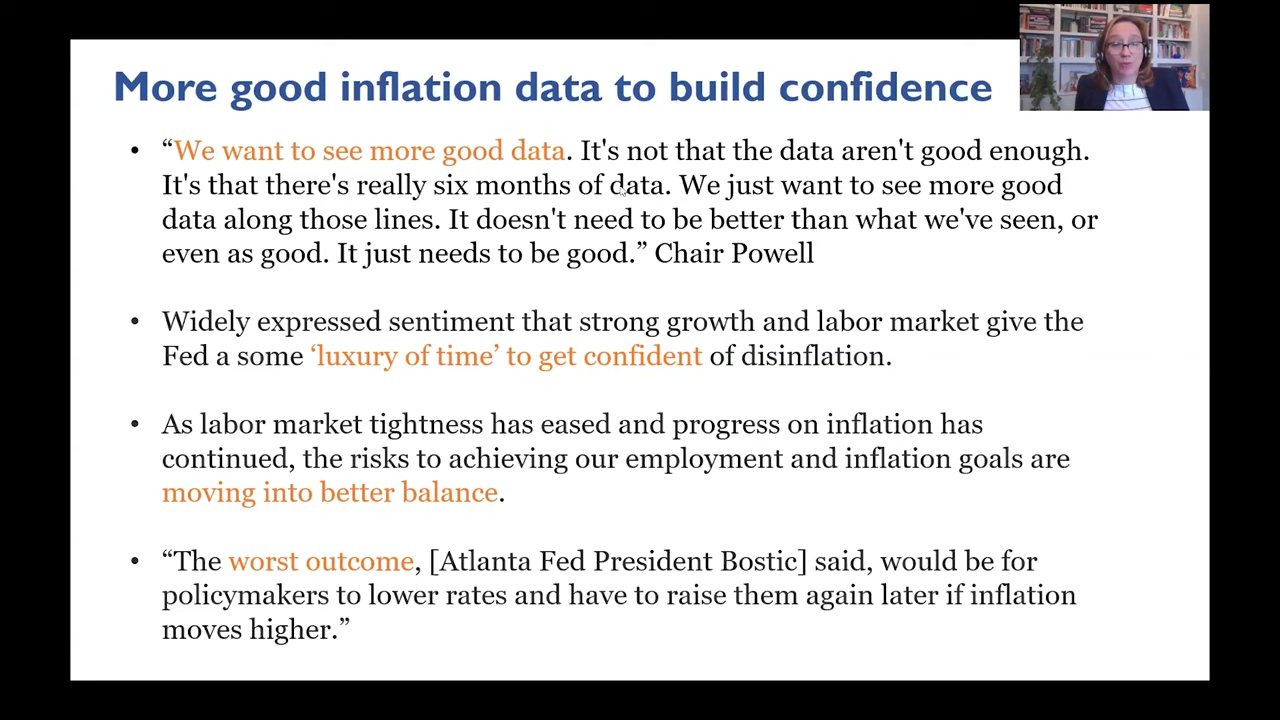 More good inflation data to build confidence
• “We want to see more good data. It's not that the data aren't good enough.
It's that there's really six months of data. We just want to see more good
data along those lines. It doesn't need to be better than what we've seen, or
even as good. It just needs to be good.” Chair Powell
• Widely expressed sentiment that strong growth and labor market give the
Fed a some ‘luxury of time’ to get confident of disinflation.
• As labor market tightness has eased and progress on inflation has
continued, the risks to achieving our employment and inflation goals are
moving into better balance.
• “The worst outcome, [Atlanta Fed President Bostic] said, would be for
policymakers to lower rates and have to raise them again later if inflation
moves higher.”